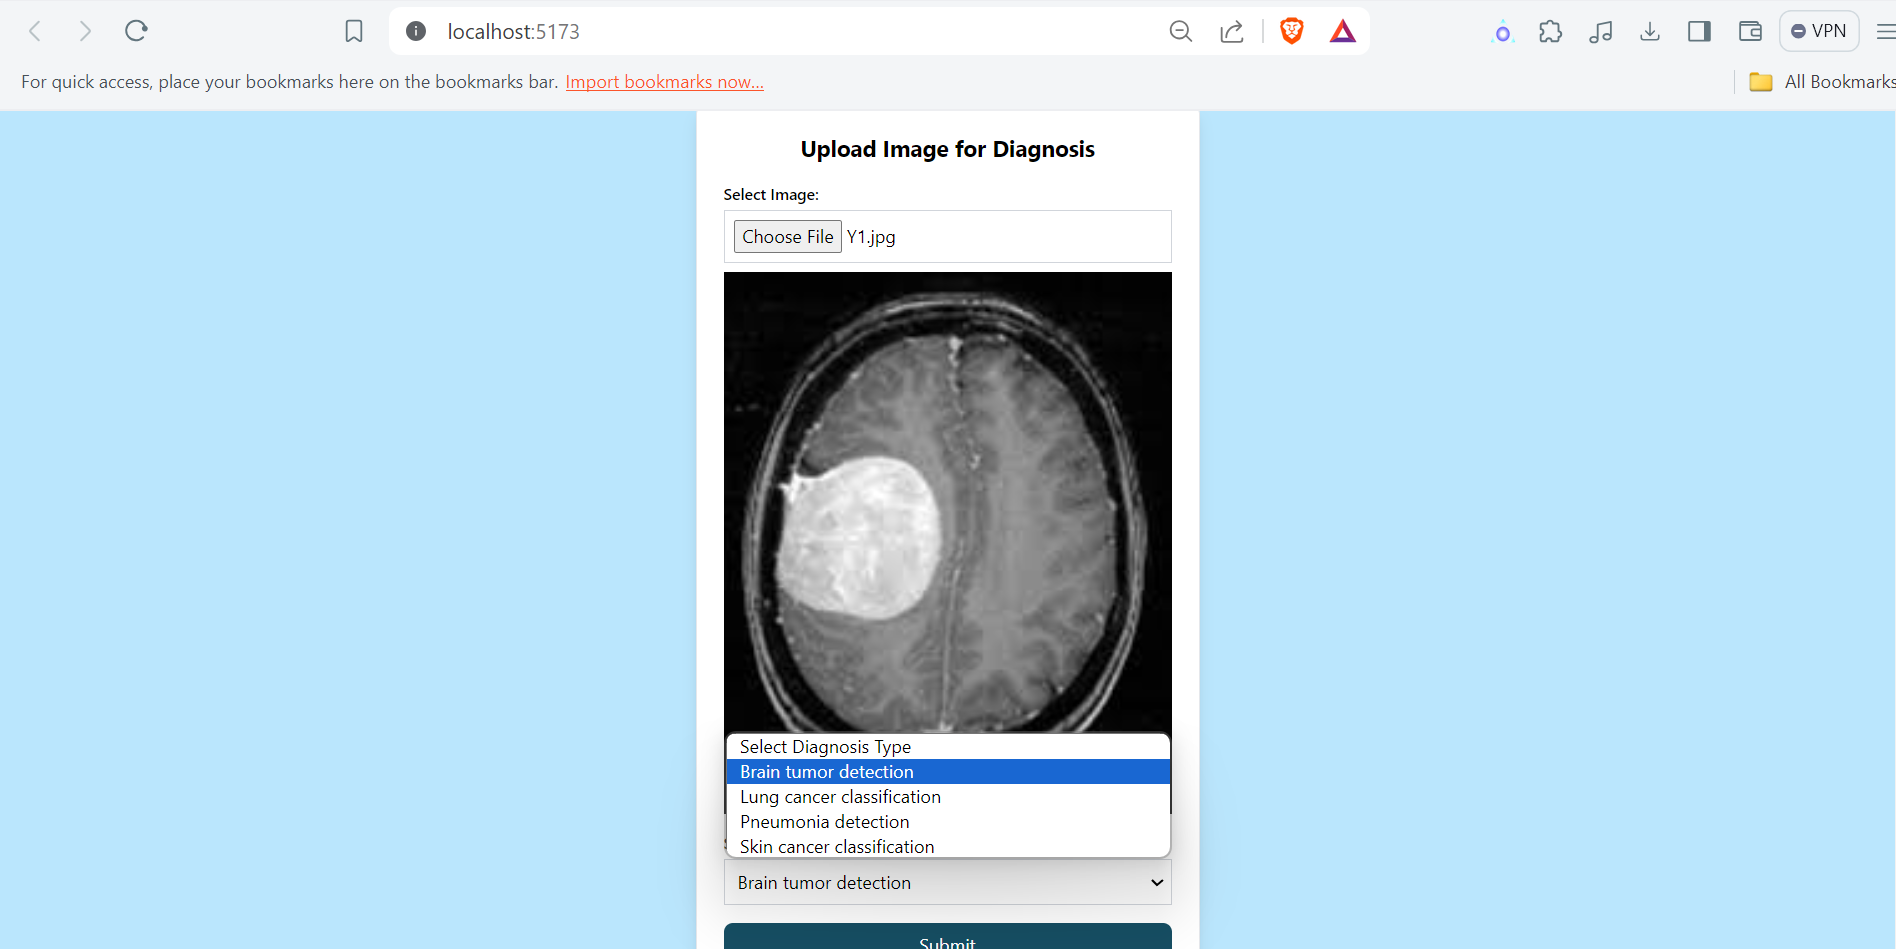 localhost:5173
VPN
For quick access, place your bookmarks here on the bookmarks bar. Import bookmarks now...
All Bookmarks
Upload Image for Diagnosis
Select Image:
Choose File Y1.jpg
Select Diagnosis Type
Brain tumor detection
Lung cancer classification
Pneumonia detection
Skin cancer classification
Brain tumor detection
Submit